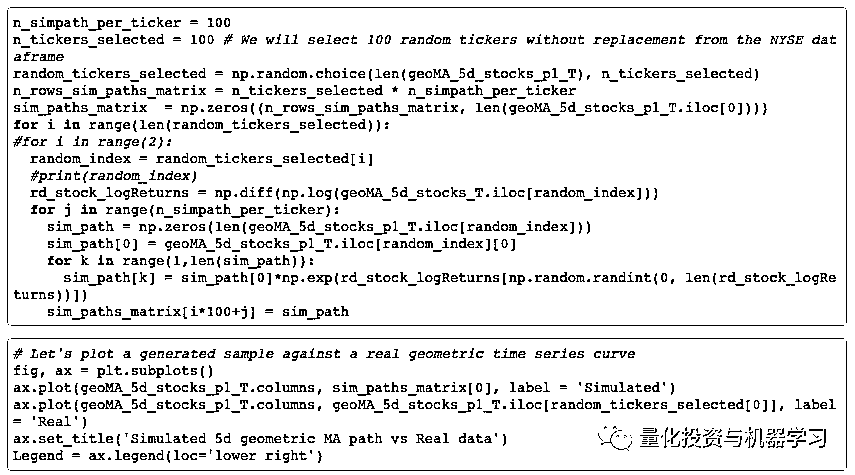 n_simpath_per_ticker = 100
n_tickers_selected = 100 # We will select 100 random tickers without replacement from the NYSE dat
aframe
random_tickers_selected = np.random.choice(len(geoMA_5d_stocks_p1_T), n_tickers_selected)
n_rows_sim_paths_matrix = n_tickers_selected * n_simpath_per_ticker
sim_paths_matrix  = np.zeros((n_rows_sim_paths_matrix, len(geoMA_5d_stocks_p1_T.iloc[0])))
for i in range(len(random_tickers_selected)):
#for i in range(2):
  random_index = random_tickers_selected[i]
  #print(random_index)
  rd_stock_logReturns = np.diff(np.log(geoMA_5d_stocks_T.iloc[random_index]))
  for j in range(n_simpath_per_ticker):
    sim_path = np.zeros(len(geoMA_5d_stocks_p1_T.iloc[random_index]))
    sim_path[0] = geoMA_5d_stocks_p1_T.iloc[random_index][0]
    for k in range(1,len(sim_path)):
      sim_path[k] = sim_path[0]*np.exp(rd_stock_logReturns[np.random.randint(0, len(rd_stock_logRe
turns))])
    sim_paths_matrix[i*100+j] = sim_path
# Let's plot a generated sample against a real geometric time series curve
fig, ax = plt.subplots()
ax.plot(geoMA_5d_stocks_p1_T.columns, sim_paths_matrix[0], label = 'Simulated')
ax.plot(geoMA_5d_stocks_p1_T.columns, geoMA_5d_stocks_p1_T.iloc[random_tickers_selected[0]], label
= 'Real')
ax.set_title('Simulated 5d geometric MA path vs Real data')
Legend = ax.legend(loc='lower right')
量化投资与机器学习